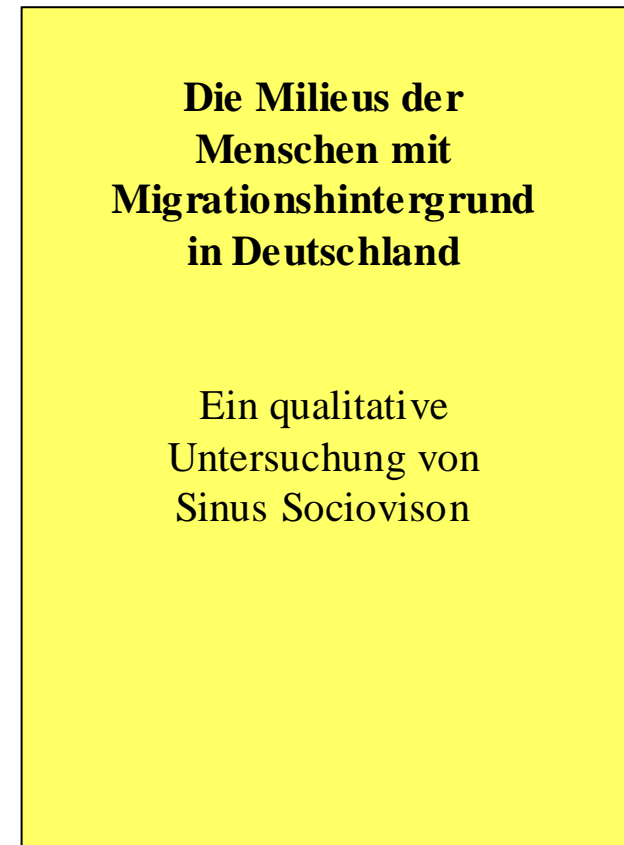 Die Milieus der
Menschen mit
Migrationshintergrund
in Deutschland
Ein qualitative
Untersuchung von
Sinus Sociovison